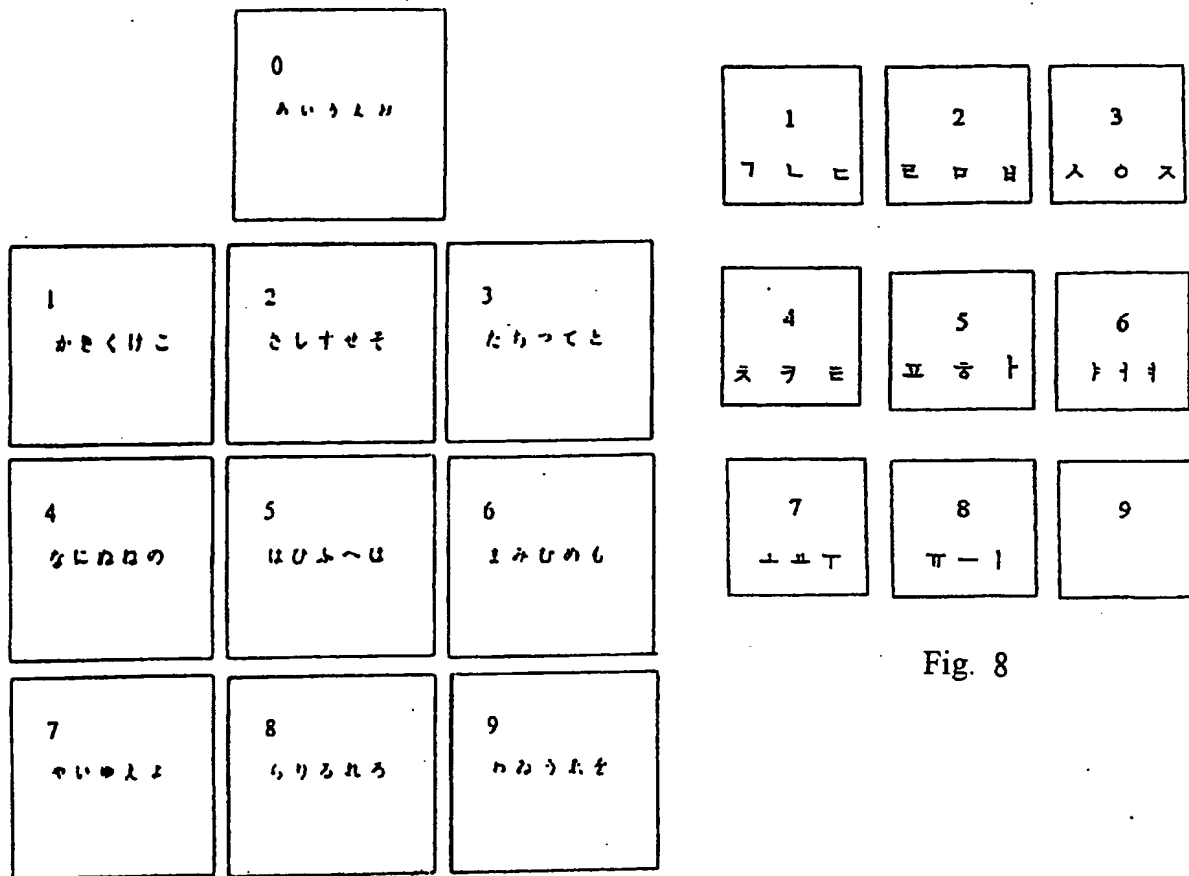 0
あいうえお
1
かきくけこ
2
さしすせそ
3
たちつてと
4
なにぬねの
5
はひふへほ
6
まみむめも
7
やいゆえよ
8
らりるれろ
9
わゐうゑを
1
ㄱ ㄴ ㄷ
2
ㄹ ㅁ ㅂ
3
ㅅ ㅇ ㅈ
4
ㅊ ㅋ ㅌ
5
ㅍ ㅎ ㅏ
6
ㅑ ㅓ ㅕ
7
ㅗ ㅛ ㅜ
8
ㅠ ㅡ ㅣ
9
Fig. 8